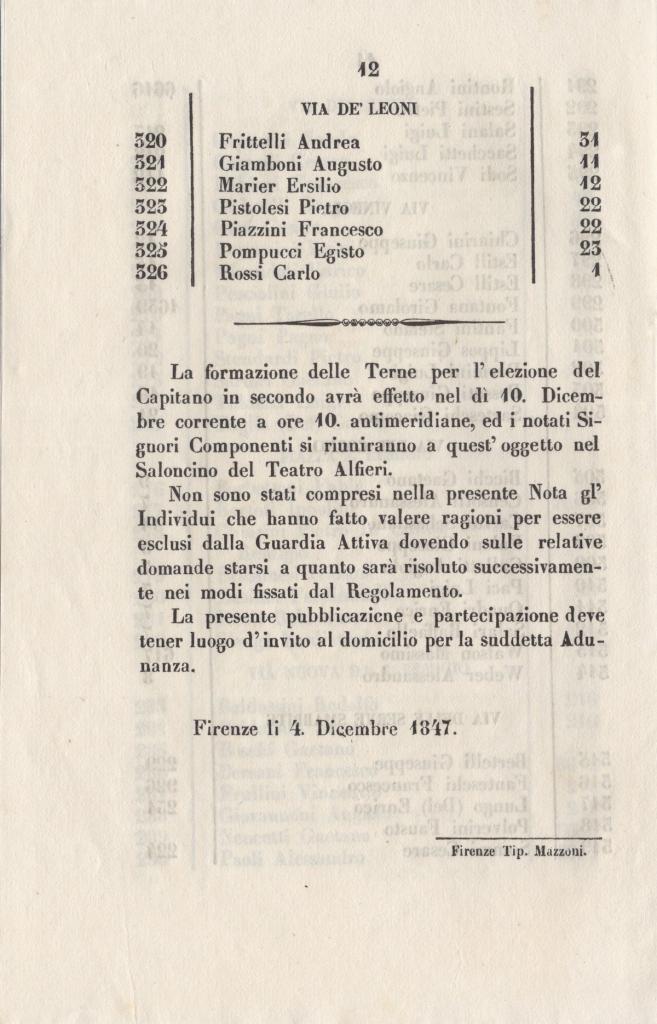 12
VIA DE' LEONI
320 Frittelli Andrea 31
321 Giamboni Augusto 11
322 Marier Ersilio 12
323 Pistolesi Pietro 22
324 Piazzini Francesco 22
325 Pompucci Egisto 23
326 Rossi Carlo 1
La formazione delle Terne per l'elezione del
Capitano in secondo avrà effetto nel dì 10. Dicem-
bre corrente a ore 10. antimeridiane, ed i notati Si-
gnori Componenti si riuniranno a quest' oggetto nel
Saloncino del Teatro Alfieri.
Non sono stati compresi nella presente Nota gl'
Individui che hanno fatto valere ragioni per essere
esclusi dalla Guardia Attiva dovendo sulle relative
domande starsi a quanto sarà risoluto successivamen-
te nei modi fissati dal Regolamento.
La presente pubblicazione e partecipazione deve
tener luogo d'invito al domicilio per la suddetta Adu-
nanza.
Firenze li 4. Dicembre 1847.
Firenze Tip. Mazzoni.